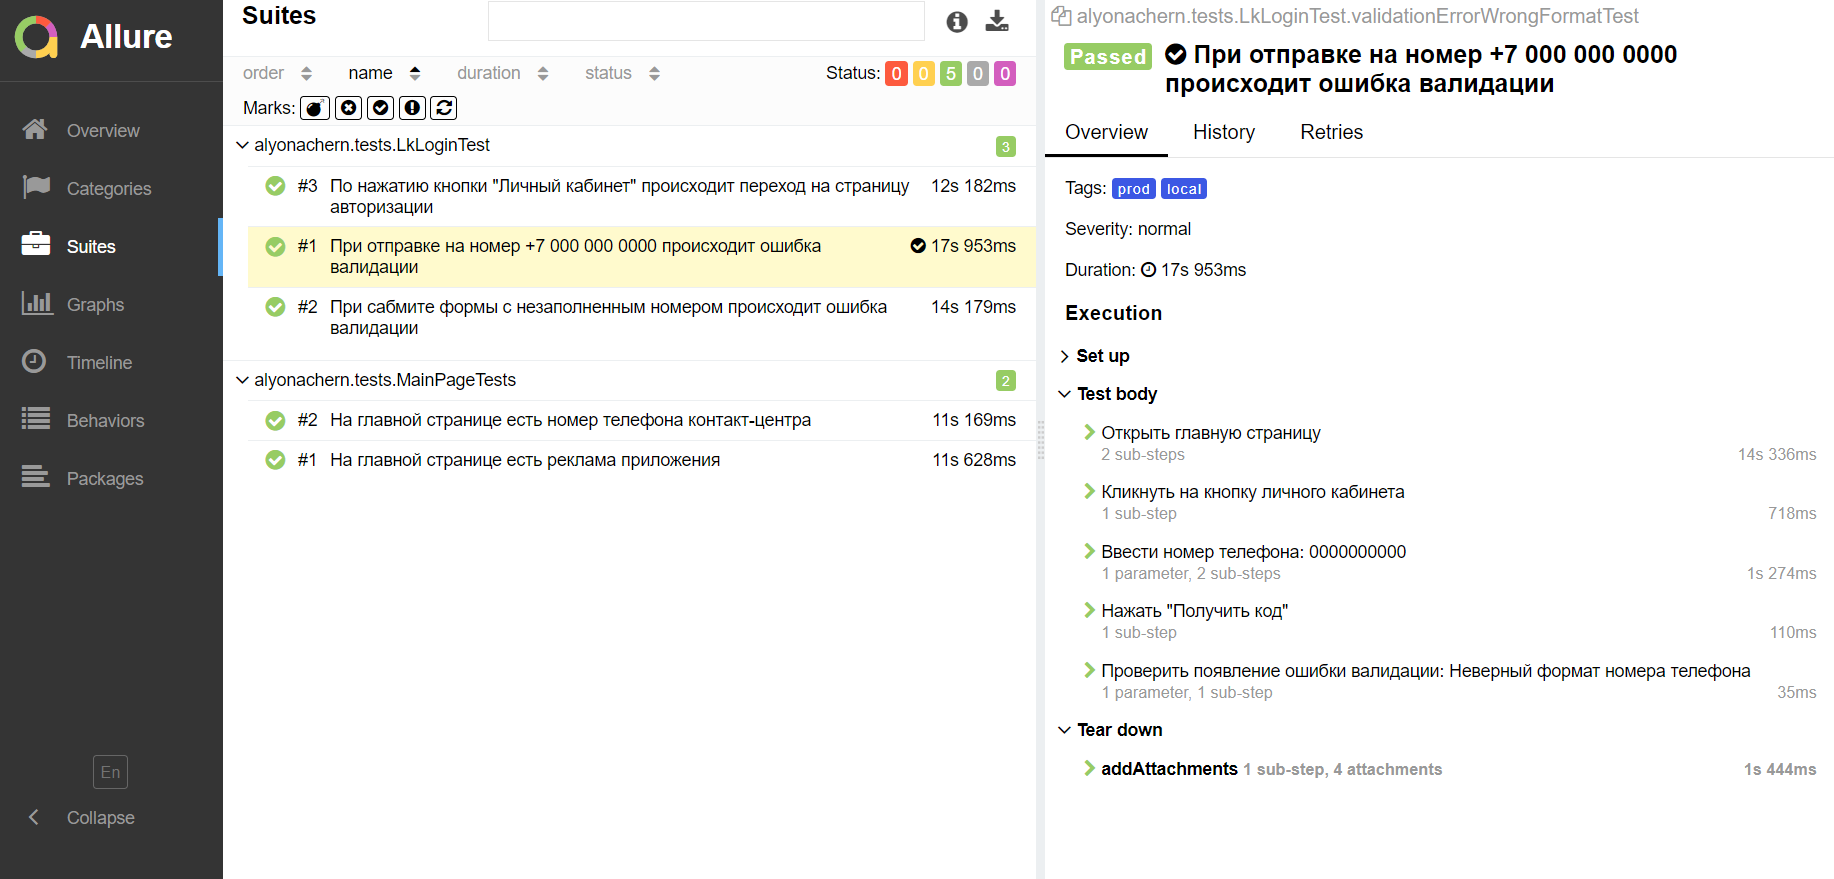 Allure
Overview
Categories
Suites
Graphs
Timeline
Behaviors
Packages
En
Collapse
Suites
order name duration status Status: 0 0 5 0 0
Marks:
alyonachern.tests.LkLoginTest 3
#3 По нажатию кнопки "Личный кабинет" происходит переход на страницу 12s 182ms
авторизации
#1 При отправке на номер +7 000 000 0000 происходит ошибка 17s 953ms
валидации
#2 При сабмите формы с незаполненным номером происходит ошибка 14s 179ms
валидации
alyonachern.tests.MainPageTests 2
#2 На главной странице есть номер телефона контакт-центра 11s 169ms
#1 На главной странице есть реклама приложения 11s 628ms
alyonachern.tests.LkLoginTest.validationErrorWrongFormatTest
Passed При отправке на номер +7 000 000 0000
происходит ошибка валидации
Overview History Retries
Tags: prod local
Severity: normal
Duration: 17s 953ms
Execution
Set up
Test body
Открыть главную страницу
2 sub-steps 14s 336ms
Кликнуть на кнопку личного кабинета
1 sub-step 718ms
Ввести номер телефона: 0000000000
1 parameter, 2 sub-steps 1s 274ms
Нажать "Получить код"
1 sub-step 110ms
Проверить появление ошибки валидации: Неверный формат номера телефона
1 parameter, 1 sub-step 35ms
Tear down
addAttachments 1 sub-step, 4 attachments 1s 444ms